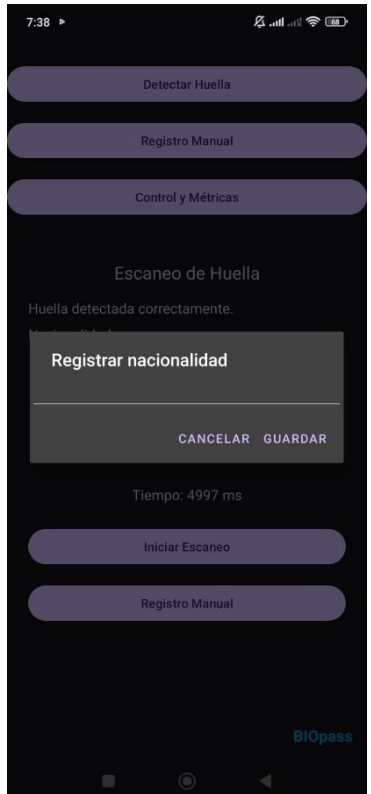 7:38
68
Detectar Huella
Registro Manual
Control y Métricas
Escaneo de Huella
Huella detectada correctamente.
Registrar nacionalidad
CANCELAR GUARDAR
Tiempo: 4997 ms
Iniciar Escaneo
Registro Manual
BIOpass